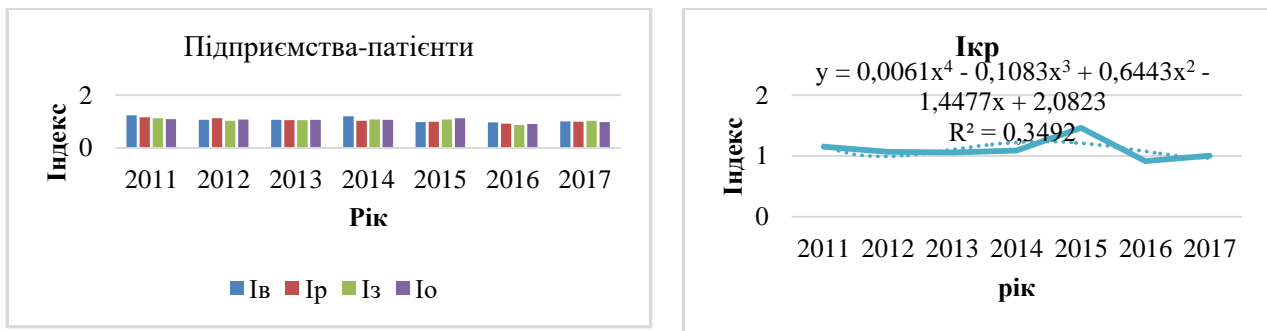 Підприємства-патієнти
Індекс
2
0
2011 2012 2013 2014 2015 2016 2017
Рік
Ів Ір Із Іо
Ікр
y = 0,0061x⁴ - 0,1083x³ + 0,6443x² -
1,4477x + 2,0823
R² = 0,3492
Індекс
2
1
0
2011 2012 2013 2014 2015 2016 2017
рік